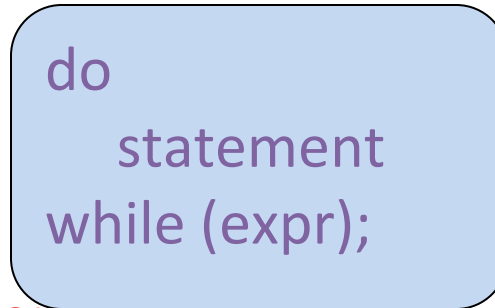 do
statement
while (expr);